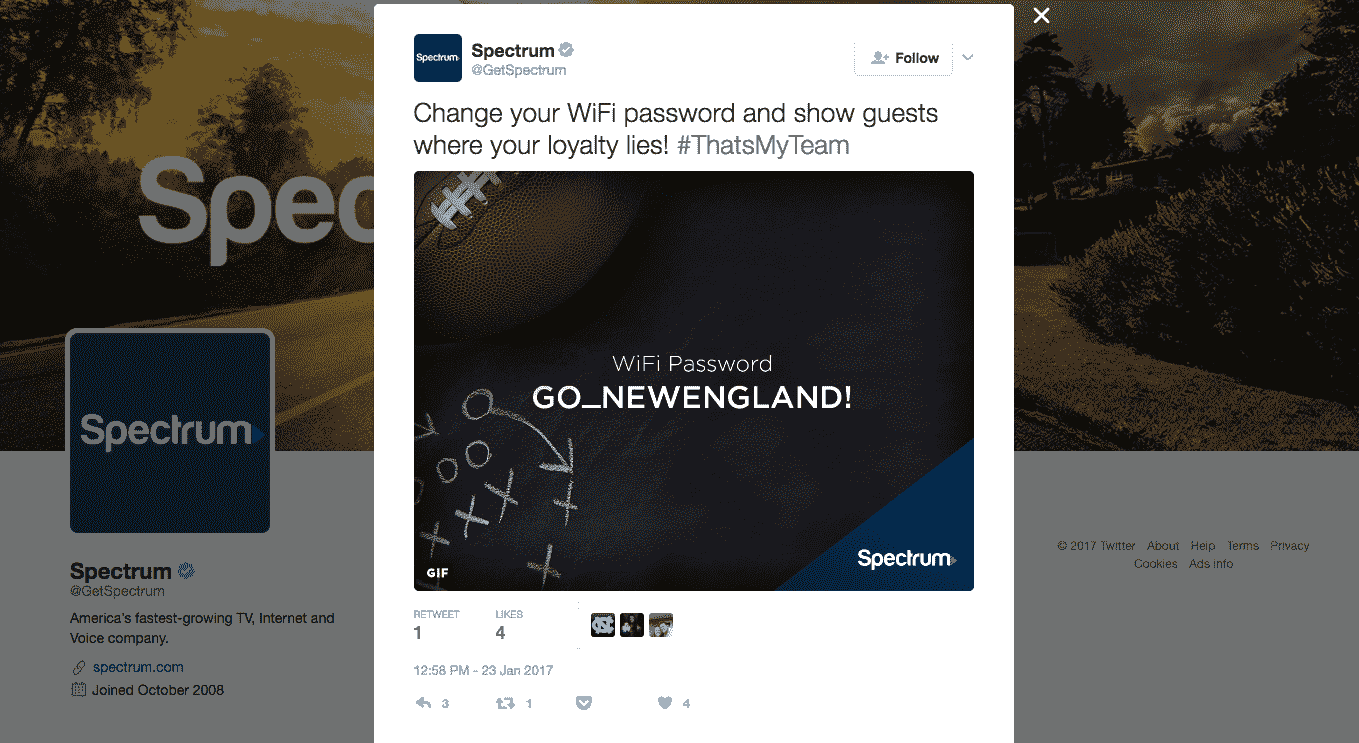 Spec
Spectrum
Spectrum
@GetSpectrum
America's fastest-growing TV, Internet and
Voice company.
spectrum.com
Joined October 2008
Spectrum
Spectrum
@GetSpectrum
Follow
Change your WiFi password and show guests
where your loyalty lies! #ThatsMyTeam
WiFi Password
GO_NEWENGLAND!
GIF
Spectrum
RETWEET
1
LIKES
4
NC
12:58 PM - 23 Jan 2017
3
1
4
© 2017 Twitter About Help Terms Privacy
Cookies Ads info